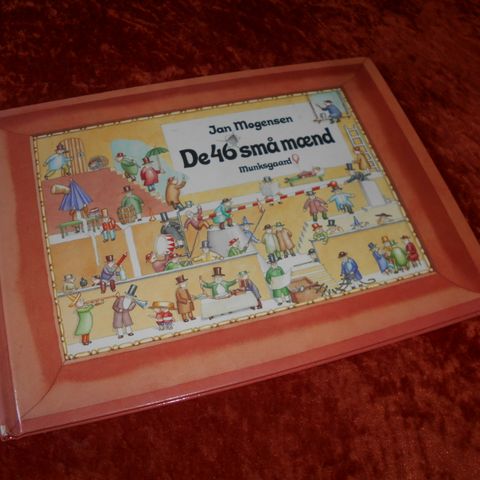 Jan Mogensen
De 46 små mænd
Munksgaard